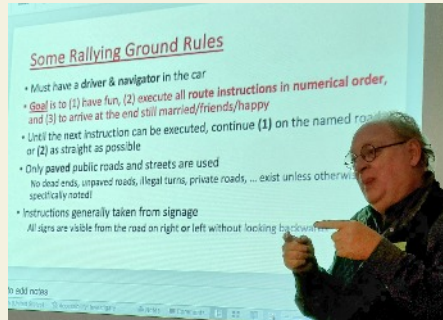 Some Rallying Ground Rules
• Must have a driver & navigator in the car
• Goal is to (1) have fun, (2) execute all route instructions in numerical order,
and (3) to arrive at the end still married/friends/happy
• Until the next instruction can be executed, continue (1) on the named
or (2) as straight as possible
• Only paved public roads and streets are used
No dead ends, unpaved roads, illegal turns, private roads, ... exist unless
specifically noted!
• Instructions generally taken from signage
All signs are visible from the road on right or left without looking
to add notes